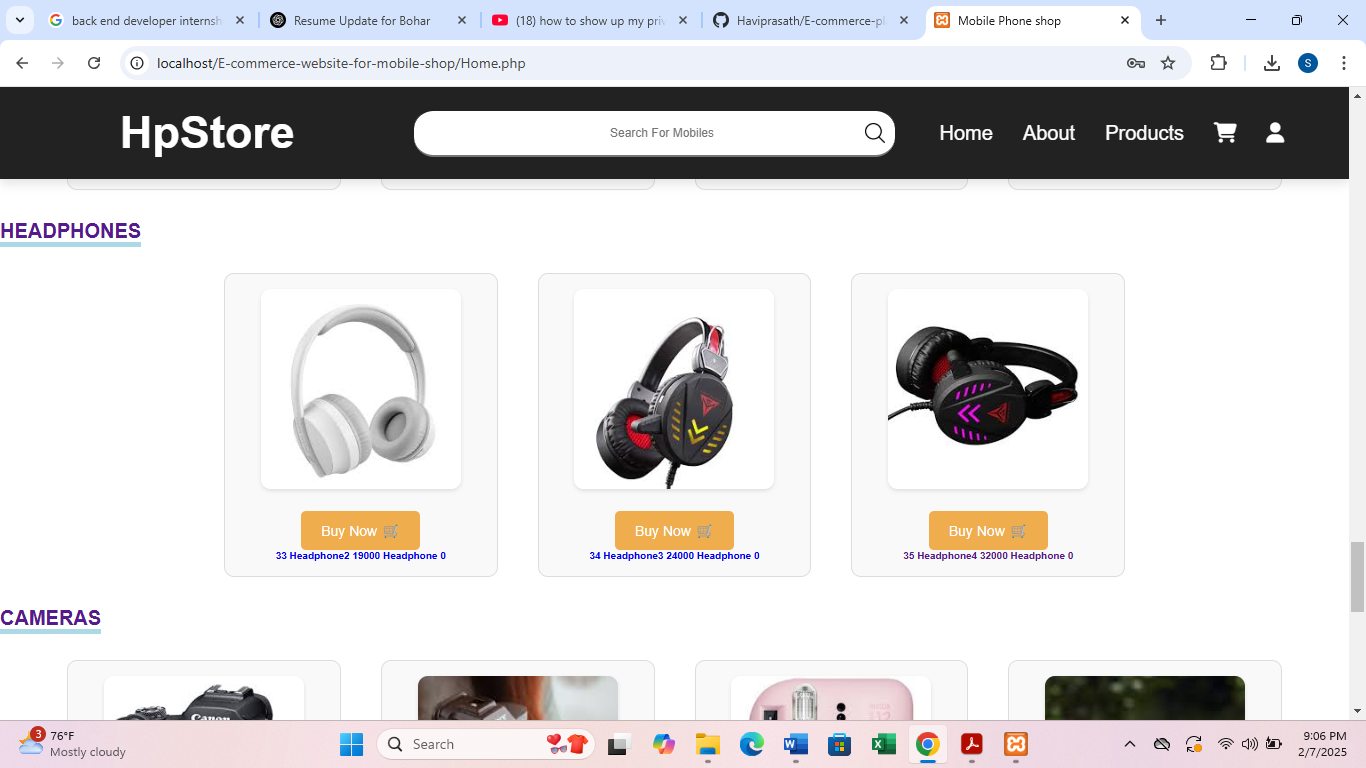 back end developer internsh
Resume Update for Bohar
(18) how to show up my priv
Haviprasath/E-commerce-pl
Mobile Phone shop
localhost/E-commerce-website-for-mobile-shop/Home.php
S
HpStore
Search For Mobiles
Home
About
Products
HEADPHONES
Buy Now
Buy Now
Buy Now
33 Headphone2 19000 Headphone 0
34 Headphone3 24000 Headphone 0
35 Headphone4 32000 Headphone 0
CAMERAS
Canon
3
76°F
Mostly cloudy
Search
9:06 PM
2/7/2025